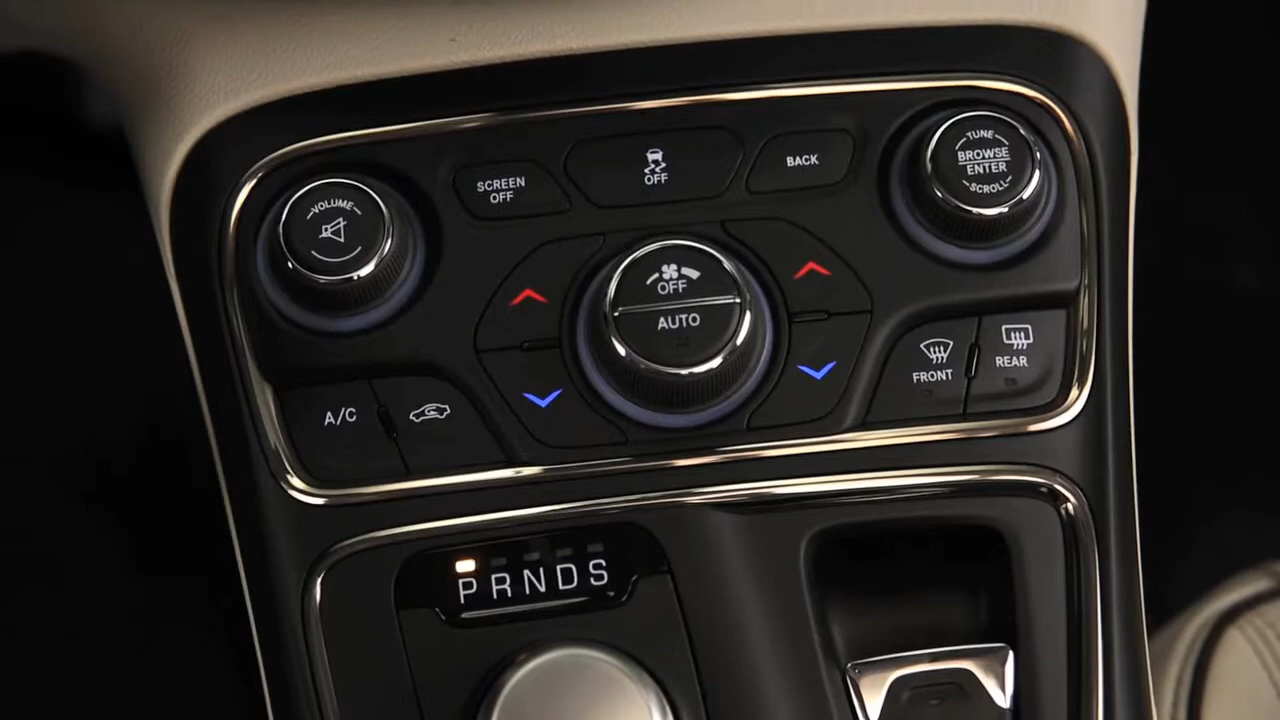 VOLUME
SCREEN
OFF
OFF
BACK
TUNE
BROWSE
ENTER
SCROLL
OFF
AUTO
A/C
FRONT
REAR
PRNDS